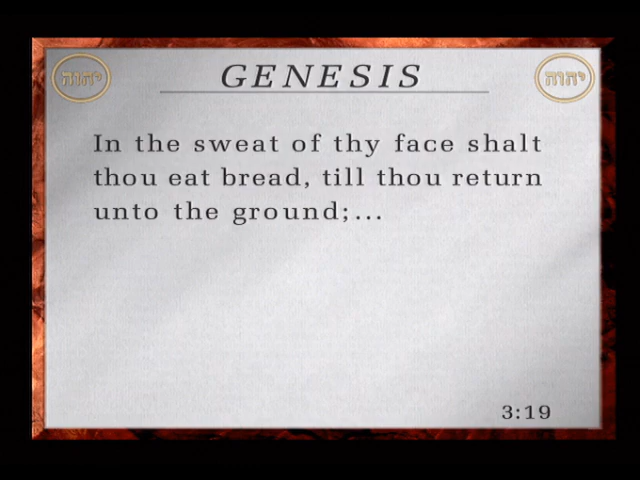 יהוה GENESIS יהוה
In the sweat of thy face shalt
thou eat bread, till thou return
unto the ground;...
3:19